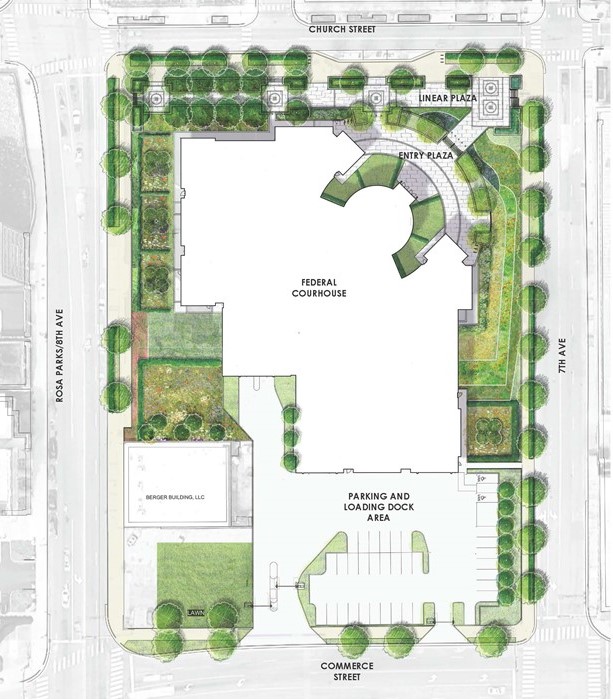 CHURCH STREET
LINEAR PLAZA
ENTRY PLAZA
FEDERAL
COURHOUSE
ROSA PARKS/8TH AVE
7TH AVE
BERGER BUILDING, LLC
PARKING AND
LOADING DOCK
AREA
LAWN
COMMERCE
STREET